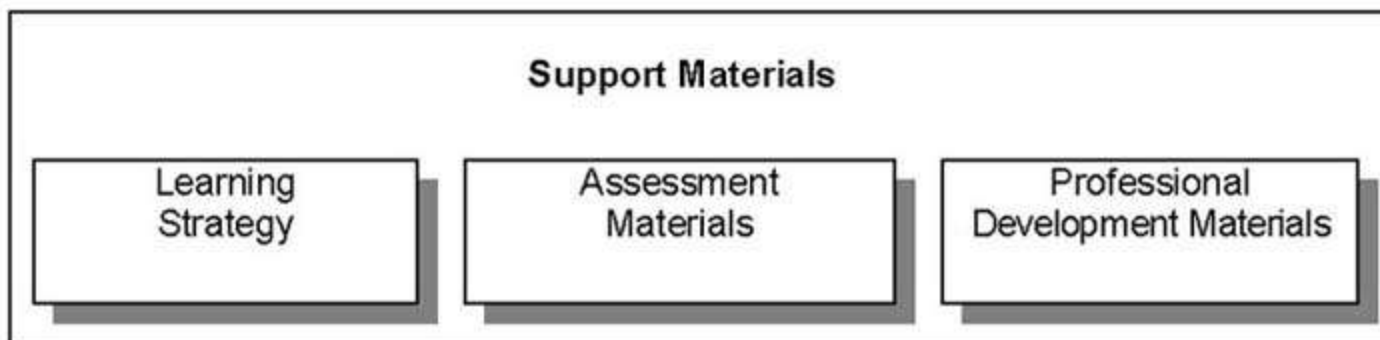 Support Materials
Learning
Strategy
Assessment
Materials
Professional
Development Materials